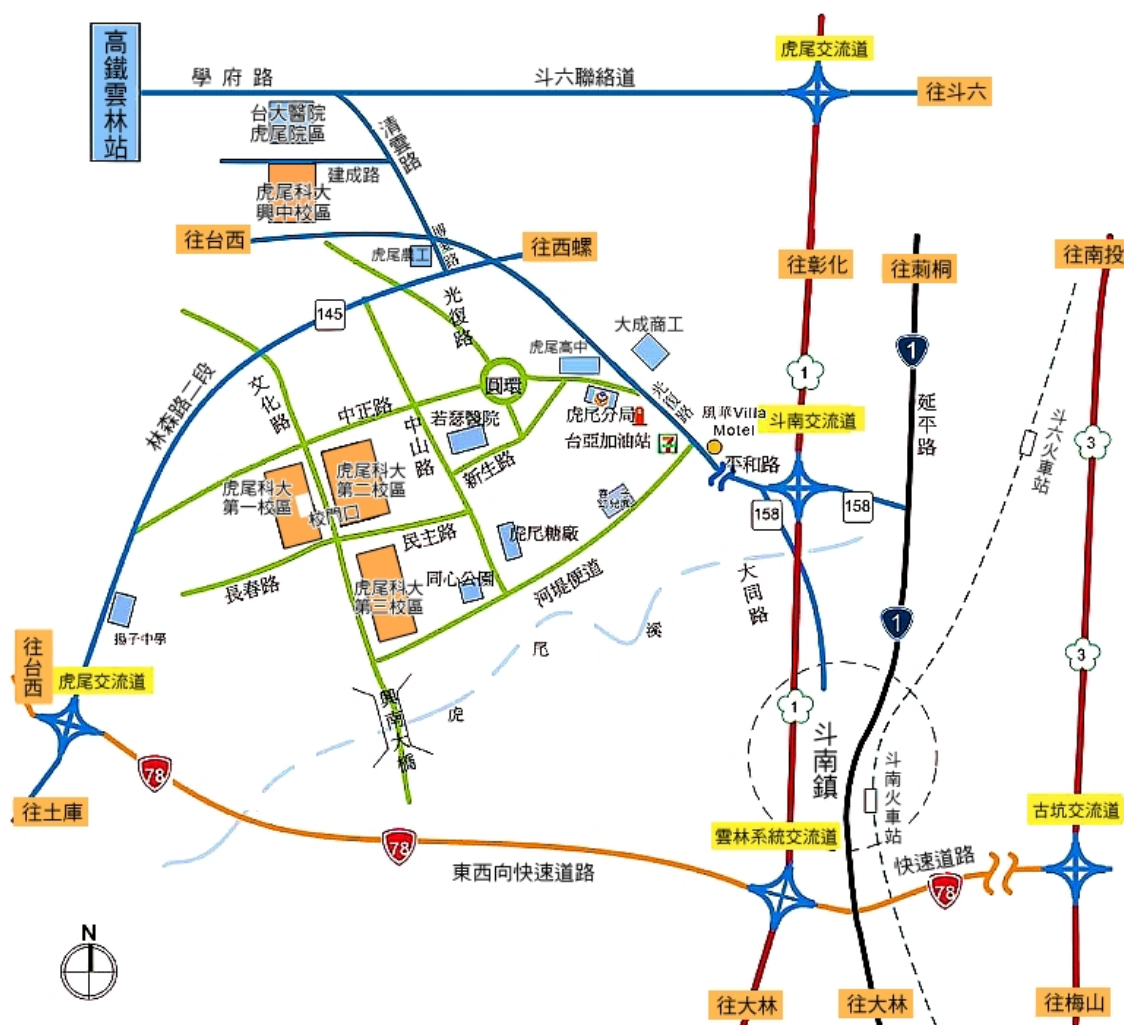 高鐵雲林站
學府路
斗六聯絡道
虎尾交流道
往斗六
台大醫院
虎尾院區
清雲路
建成路
虎尾科大
興中校區
往台西
虎尾農工
往西螺
往彰化
往莿桐
往南投
145
光復路
大成商工
虎尾高中
1
1
林森路二段
文化路
中正路
圓環
中山路
若瑟醫院
虎尾分局
台亞加油站
7
光復路
風華Villa
Motel
斗南交流道
延平路
斗六火車站
3
新生路
平和路
虎尾科大
第一校區
虎尾科大
第二校區
校門口
158
158
民主路
虎尾糖廠
長春路
虎尾科大
第三校區
同心公園
河堤便道
大同路
1
揚子中學
往台西
虎尾交流道
虎
尾
溪
興南大橋
3
1
斗南鎮
斗南火車站
78
往土庫
78
東西向快速道路
雲林系統交流道
快速道路
78
古坑交流道
N
往大林
往大林
往梅山